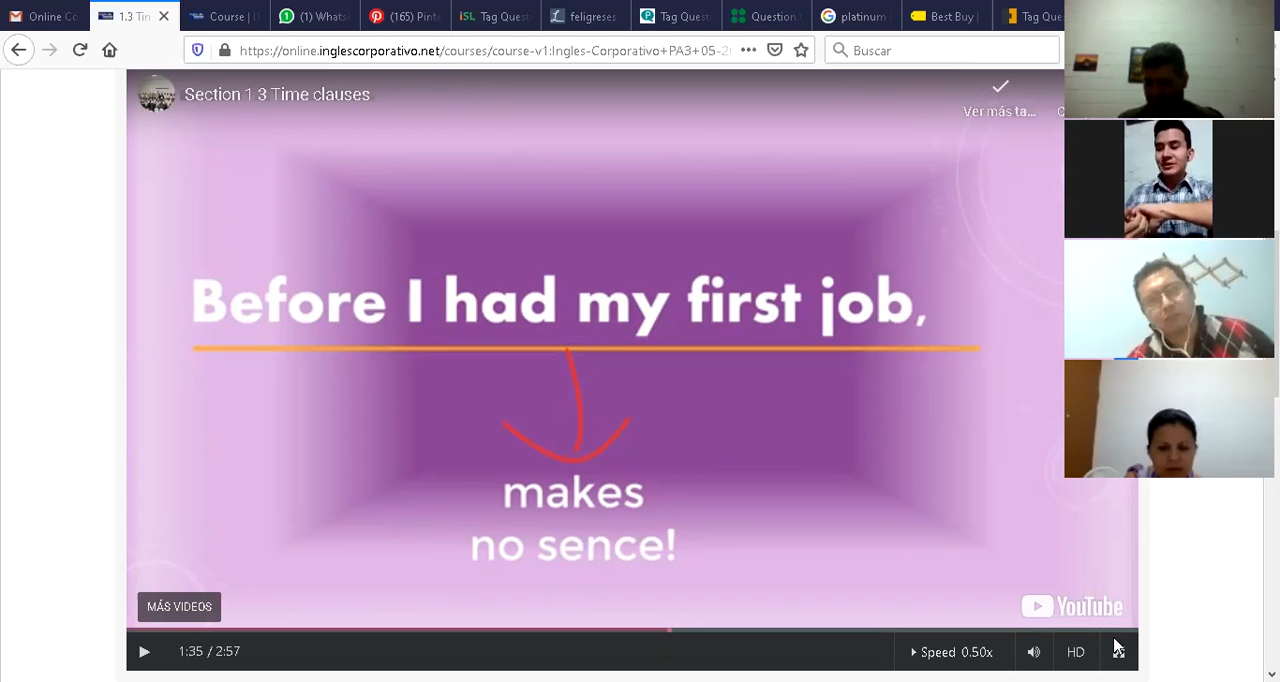 Online Co
1.3 Tin
Course |
(1) Whats
(165) Pint
Tag Ques
feligreses
Tag Quest
Question
platinum
Best Buy |
Tag Que
https://online.inglescorporativo.net/courses/course-v1:Ingles-Corporativo+PA3+05-2
Buscar
Section 1 3 Time clauses
Ver más ta...
Before I had my first job,
makes
no sence!
MÁS VIDEOS
YouTube
1:35 / 2:57
Speed 0.50x
HD